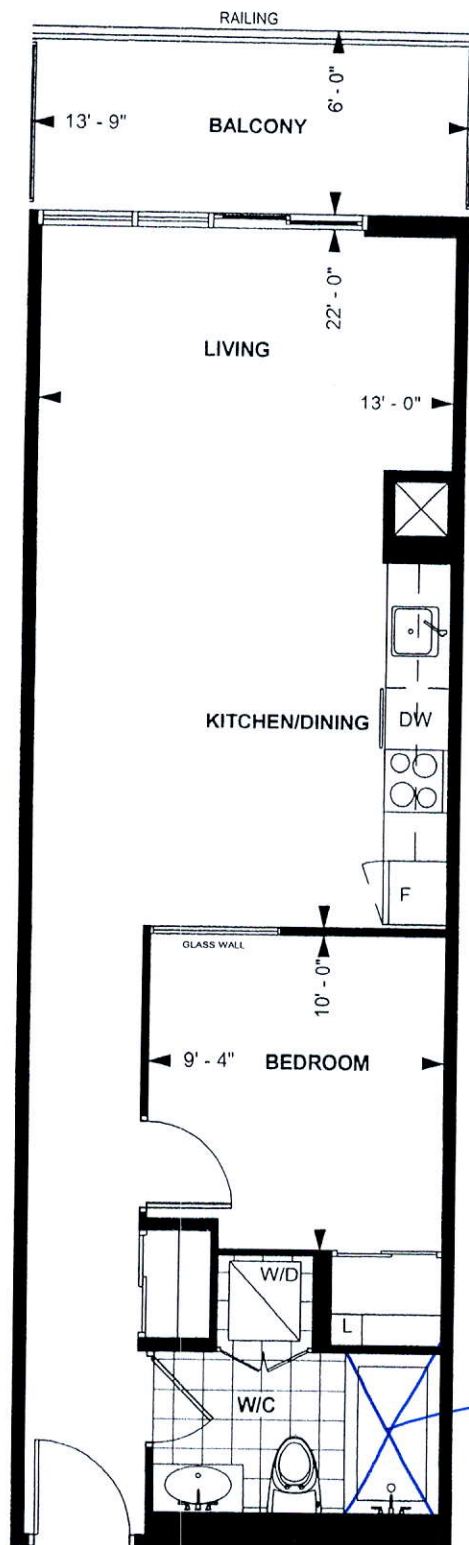 RAILING
6' - 0"
13' - 9"
BALCONY
22' - 0"
LIVING
13' - 0"
KITCHEN/DINING
DW
F
GLASS WALL
10' - 0"
9' - 4"
BEDROOM
W/D
L
W/C